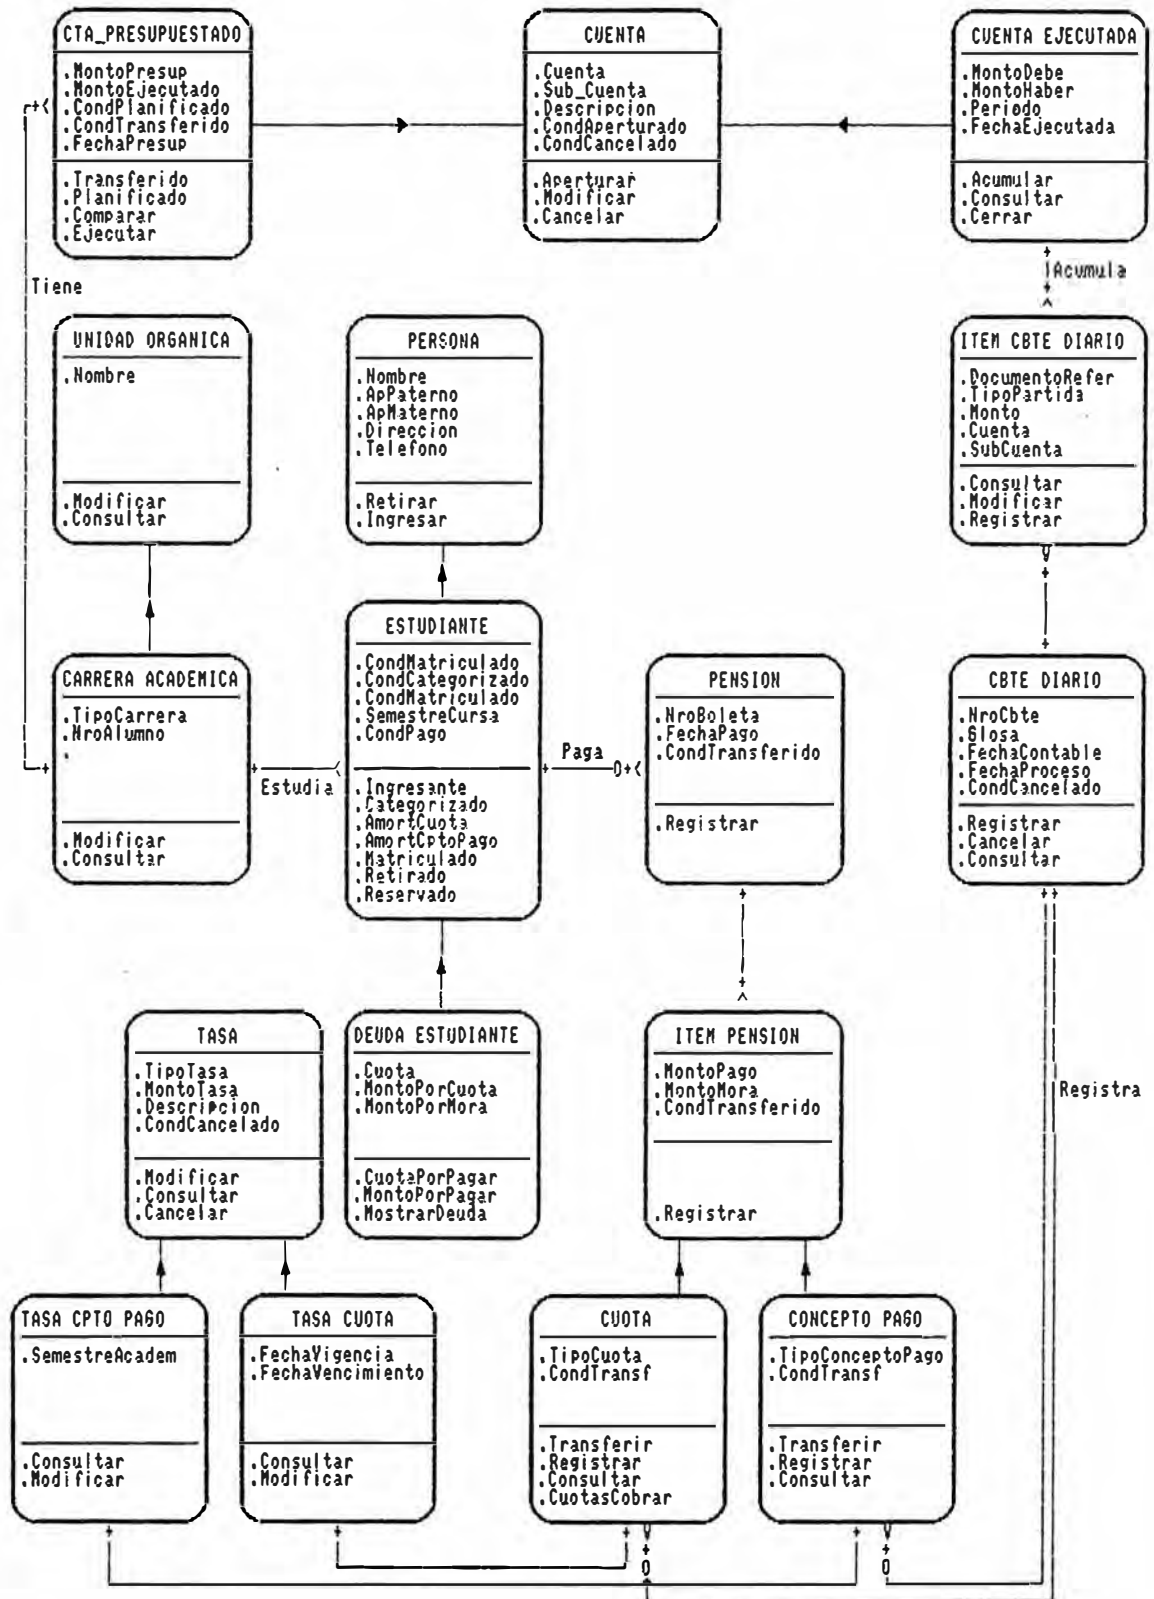 CTA_PRESUPUESTADO
.MontoPresup
.MontoEjecutado
.CondPlanificado
.CondTransferido
.FechaPresup
.Transferido
.Planificado
.Comparar
.Ejecutar
CUENTA
.Cuenta
.Sub_Cuenta
.Descripcion
.CondAperturado
.CondCancelado
.Aperturar
.Modificar
.Cancelar
CUENTA EJECUTADA
.MontoDebe
.MontoHaber
.Periodo
.FechaEjecutada
.Acumular
.Consultar
.Cerrar
Tiene
Acumula
UNIDAD ORGANICA
.Nombre
.Modificar
.Consultar
PERSONA
.Nombre
.ApPaterno
.ApMaterno
.Direccion
.Telefono
.Retirar
.Ingresar
ITEM CBTE DIARIO
.DocumentoRefer
.TipoPartida
.Monto
.Cuenta
.SubCuenta
.Consultar
.Modificar
.Registrar
CARRERA ACADEMICA
.TipoCarrera
.NroAlumno
.
.Modificar
.Consultar
Estudia
ESTUDIANTE
.CondMatriculado
.CondCategorizado
.CondMatriculado
.SemestreCursa
.CondPago
.Ingresante
.Categorizado
.AmortCuota
.AmortCptoPago
.Matriculado
.Retirado
.Reservado
Paga
PENSION
.NroBoleta
.FechaPago
.CondTransferido
.Registrar
CBTE DIARIO
.NroCbte
.Glosa
.FechaContable
.FechaProceso
.CondCancelado
.Registrar
.Cancelar
.Consultar
TASA
.TipoTasa
.MontoTasa
.Descripcion
.CondCancelado
.Modificar
.Consultar
.Cancelar
DEUDA ESTUDIANTE
.Cuota
.MontoPorCuota
.MontoPorMora
.CuotaPorPagar
.MontoPorPagar
.MostrarDeuda
ITEM PENSION
.MontoPago
.MontoMora
.CondTransferido
.Registrar
Registra
TASA CPTO PAGO
.SemestreAcadem
.Consultar
.Modificar
TASA CUOTA
.FechaVigencia
.FechaVencimiento
.Consultar
.Modificar
CUOTA
.TipoCuota
.CondTransf
.Transferir
.Registrar
.Consultar
.CuotasCobrar
CONCEPTO PAGO
.TipoConceptoPago
.CondTransf
.Transferir
.Registrar
.Consultar